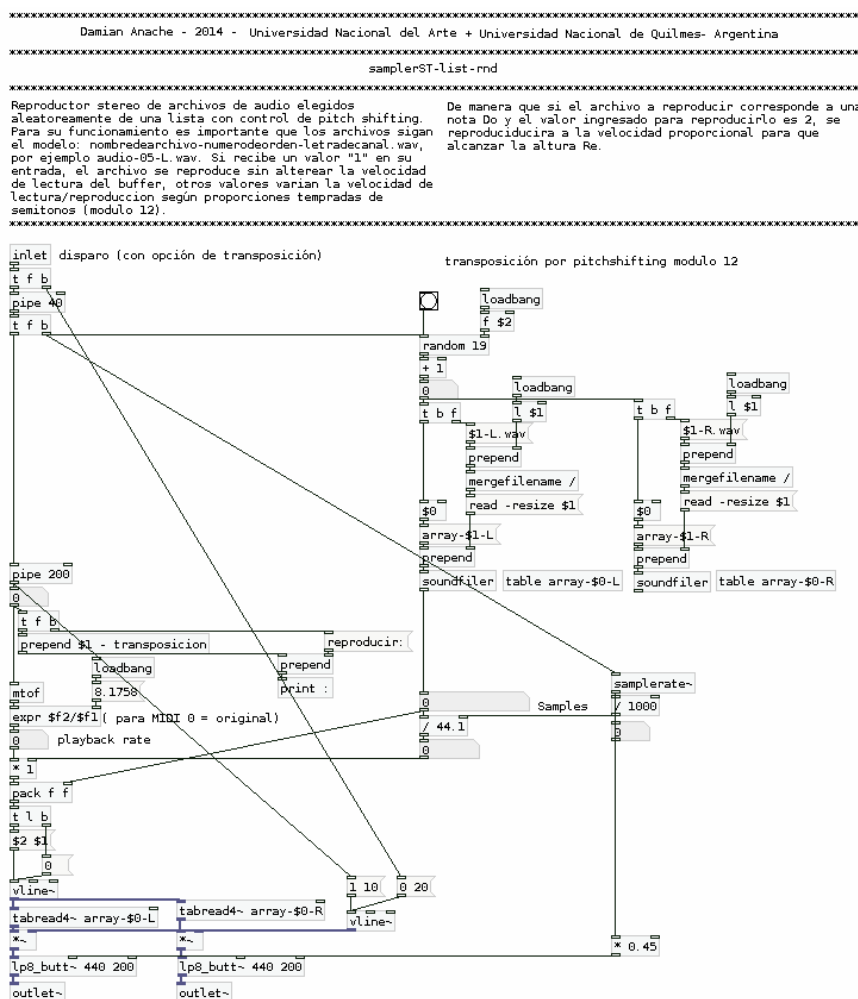 Damian Anache - 2014 - Universidad Nacional del Arte + Universidad Nacional de Quilmes- Argentina
samplerST-list-rnd
Reproductor stereo de archivos de audio elegidos
aleatoreamente de una lista con control de pitch shifting.
Para su funcionamiento es importante que los archivos sigan
el modelo: nombredearchivo-numerodeorden-letradecanal.wav,
por ejemplo audio-05-L.wav. Si recibe un valor "1" en su
entrada, el archivo se reproduce sin alterear la velocidad
de lectura del buffer, otros valores varian la velocidad de
lectura/reproduccion según proporciones tempradas de
semitonos (modulo 12).
De manera que si el archivo a reproducir corresponde a una
nota Do y el valor ingresado para reproducirlo es 2, se
reproduciducira a la velocidad proporcional para que
alcanzar la altura Re.
inlet
disparo (con opción de transposición)
t f b
pipe 40
t f b
transposición por pitchshifting modulo 12
loadbang
f $2
random 19
+ 1
0
t b f
loadbang
l $1
$1-L.wav
prepend
mergefilename /
read -resize $1
$0
array-$1-L
prepend
soundfiler
table array-$0-L
t b f
loadbang
l $1
$1-R.wav
prepend
mergefilename /
read -resize $1
$0
array-$1-R
prepend
soundfiler
table array-$0-R
pipe 200
0
t f b
prepend $1 - transposicion
reproducir:
loadbang
prepend
mtof
8.1758
print :
expr $f2/$f1
( para MIDI 0 = original)
0
playback rate
* 1
pack f f
t l b
$2 $1
0
vline~
samplerate~
0
Samples
/ 1000
/ 44.1
0
0
1 10
0 20
vline~
tabread4~ array-$0-L
tabread4~ array-$0-R
*~
*~
* 0.45
lp8_butt~ 440 200
lp8_butt~ 440 200
outlet~
outlet~